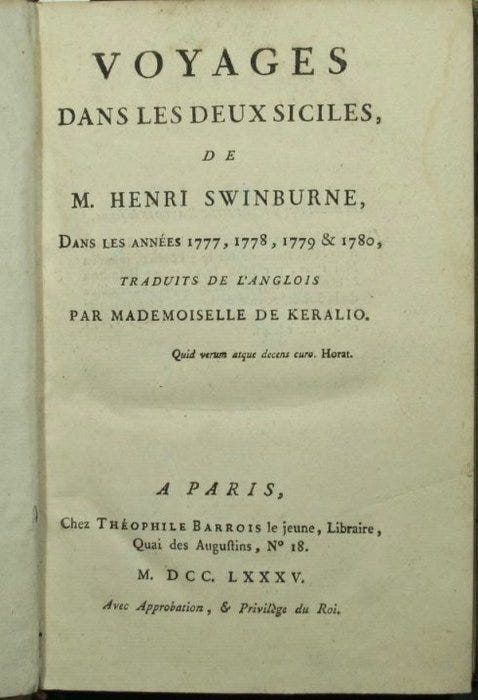 VOYAGES
DANS LES DEUX SICILES,
DE
M. HENRI SWINBURNE,
DANS LES ANNÉES 1777, 1778, 1779 & 1780,
TRADUITS DE L'ANGLOIS
PAR MADEMOISELLE DE KERALIO.
Quid verum atque decens curo. Horat.
A PARIS,
Chez THÉOPHILE BARROIS le jeune, Libraire,
Quai des Auguſtins, Nº 18.
M. DCC. LXXXV.
Avec Approbation, & Privilège du Roi.